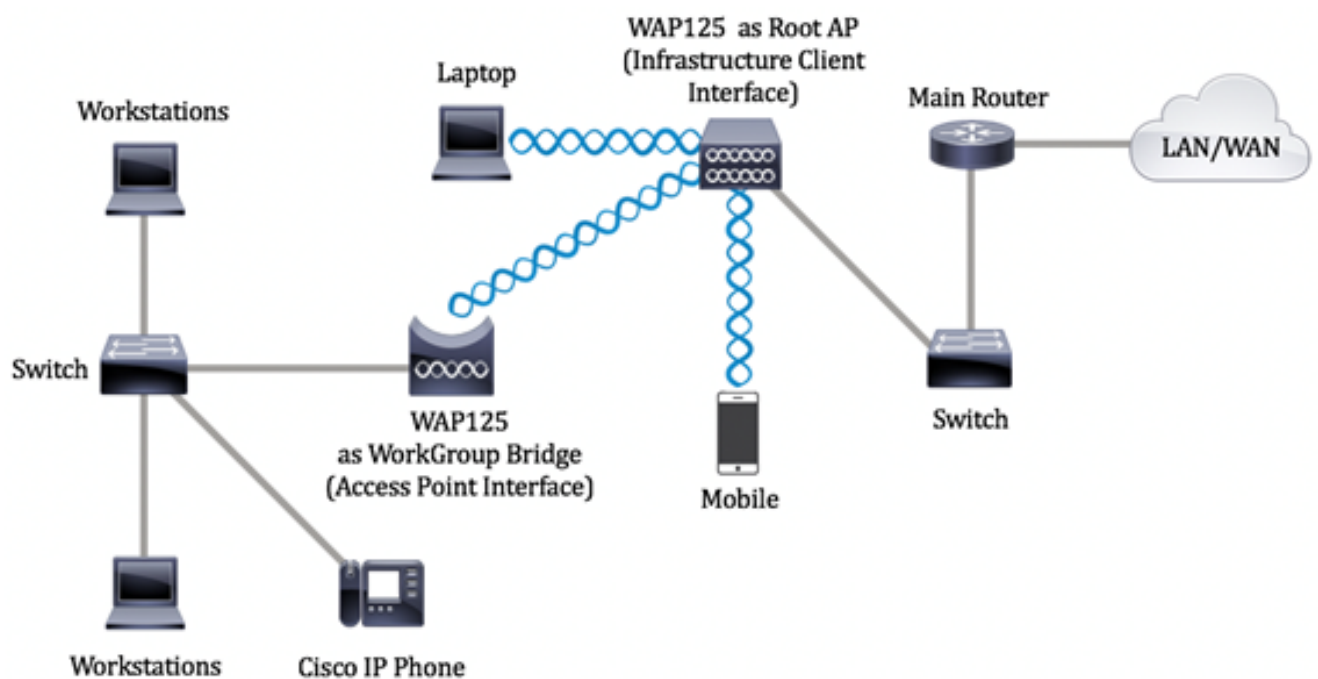 WAP125 as Root AP
(Infrastructure Client
Interface)
Laptop
Main Router
Workstations
LAN/WAN
Switch
WAP125
as WorkGroup Bridge
(Access Point Interface)
Switch
Mobile
Workstations
Cisco IP Phone